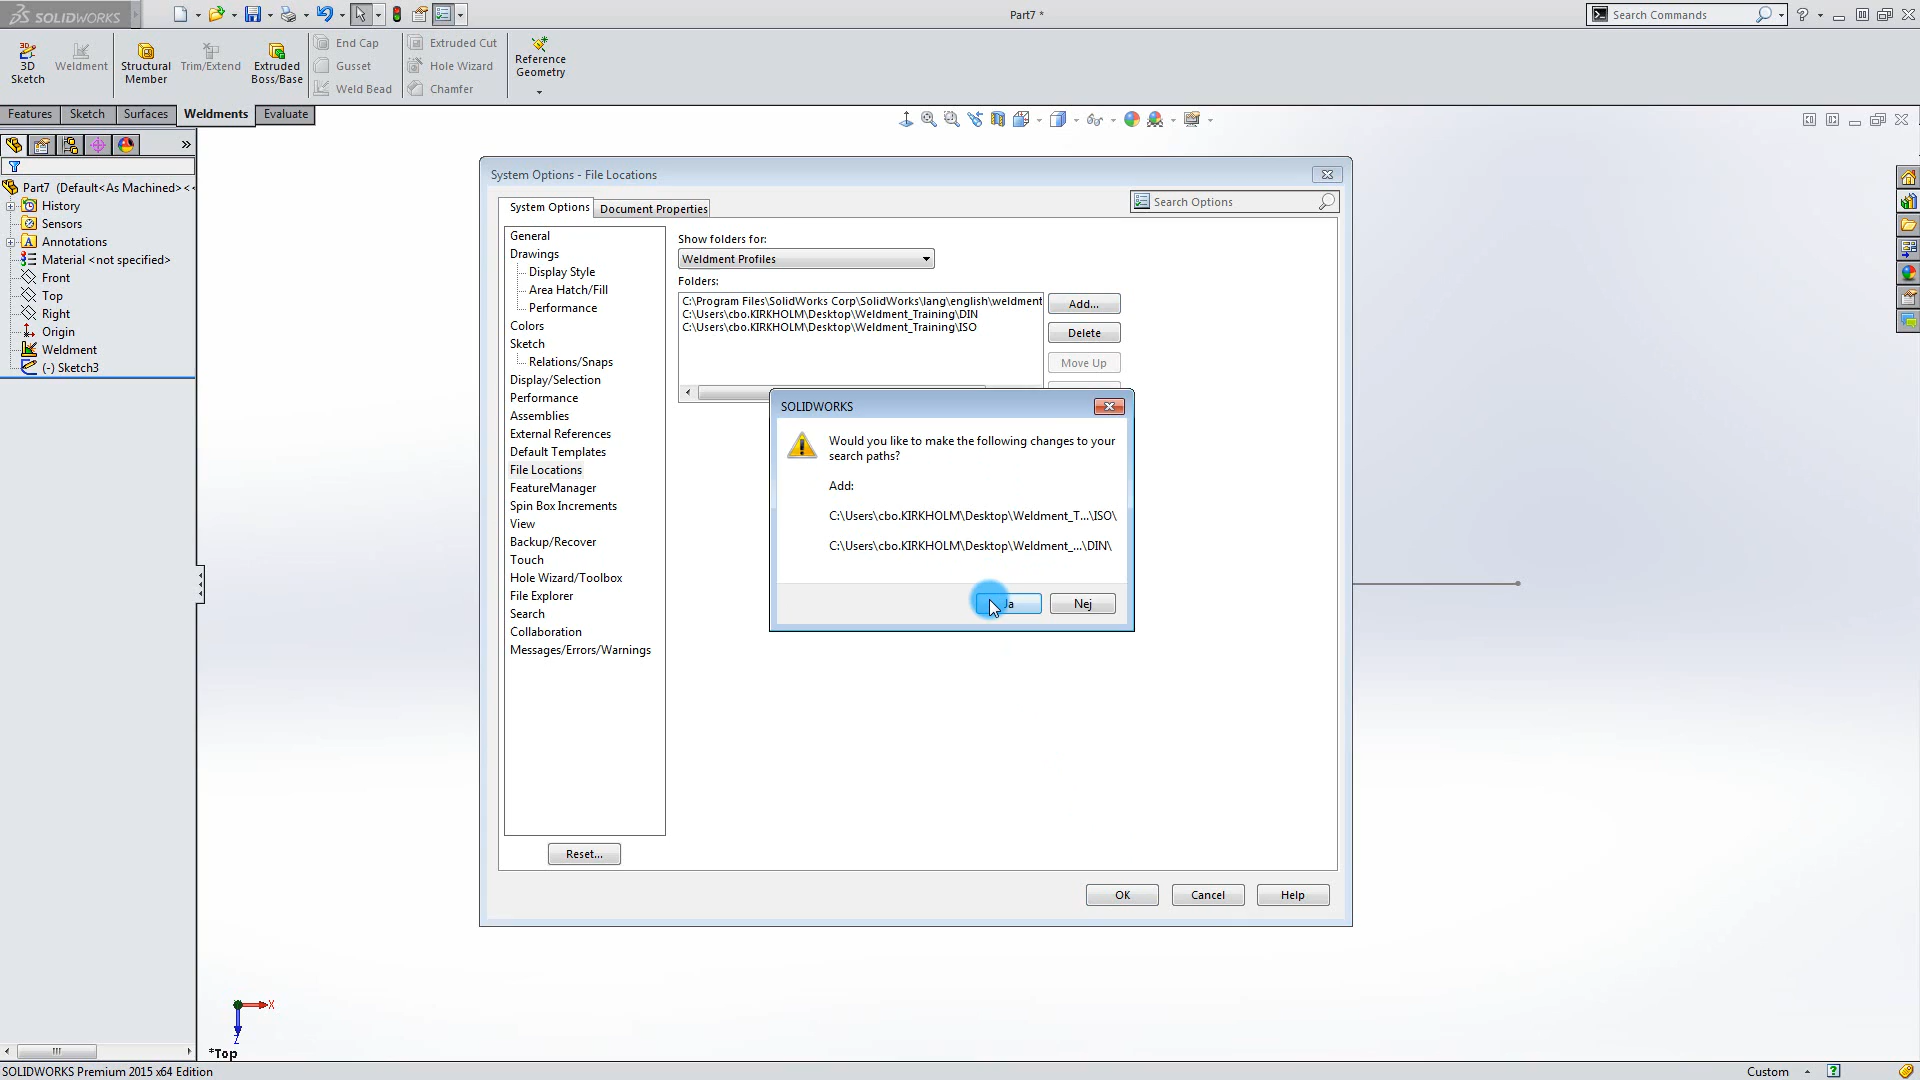 SOLIDWORKS
Part7 *
Search Commands
3D
Sketch
Weldment
Structural
Member
Trim/Extend
Extruded
Boss/Base
End Cap
Gusset
Weld Bead
Extruded Cut
Hole Wizard
Chamfer
Reference
Geometry
Features
Sketch
Surfaces
Weldments
Evaluate
Part7 (Default<As Machined><<
History
Sensors
Annotations
Material <not specified>
Front
Top
Right
Origin
Weldment
(-) Sketch3
System Options - File Locations
System Options
Document Properties
Search Options
General
Drawings
Display Style
Area Hatch/Fill
Performance
Colors
Sketch
Relations/Snaps
Display/Selection
Performance
Assemblies
External References
Default Templates
File Locations
FeatureManager
Spin Box Increments
View
Backup/Recover
Touch
Hole Wizard/Toolbox
File Explorer
Search
Collaboration
Messages/Errors/Warnings
Reset...
Show folders for:
Weldment Profiles
Folders:
C:\Program Files\SolidWorks Corp\SolidWorks\lang\english\weldment
C:\Users\cbo.KIRKHOLM\Desktop\Weldment_Training\DIN
C:\Users\cbo.KIRKHOLM\Desktop\Weldment_Training\ISO
Add...
Delete
Move Up
SOLIDWORKS
Would you like to make the following changes to your
search paths?
Add:
C:\Users\cbo.KIRKHOLM\Desktop\Weldment_T...\ISO\
C:\Users\cbo.KIRKHOLM\Desktop\Weldment_...\DIN\
Ja
Nej
OK
Cancel
Help
X
Z
*Top
SOLIDWORKS Premium 2015 x64 Edition
Custom